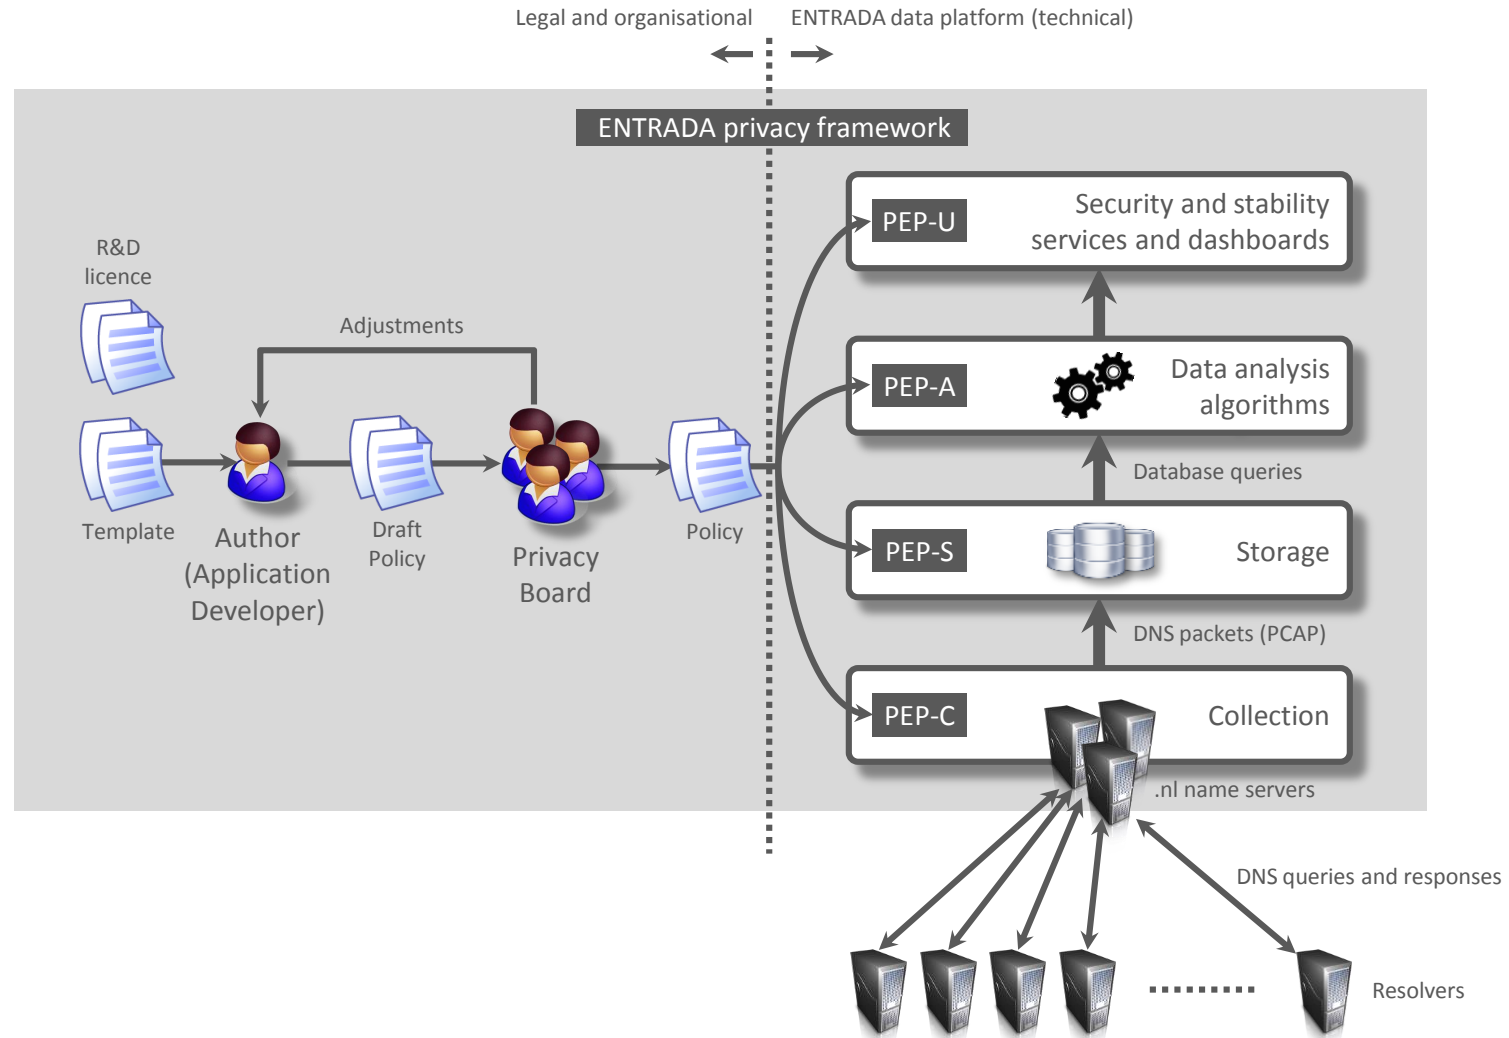 Legal and organisational
ENTRADA data platform (technical)
ENTRADA privacy framework
R&D
licence
Adjustments
Template
Author
(Application
Developer)
Draft
Policy
Privacy
Board
Policy
PEP-U
Security and stability
services and dashboards
PEP-A
Data analysis
algorithms
Database queries
PEP-S
Storage
DNS packets (PCAP)
PEP-C
Collection
.nl name servers
DNS queries and responses
Resolvers